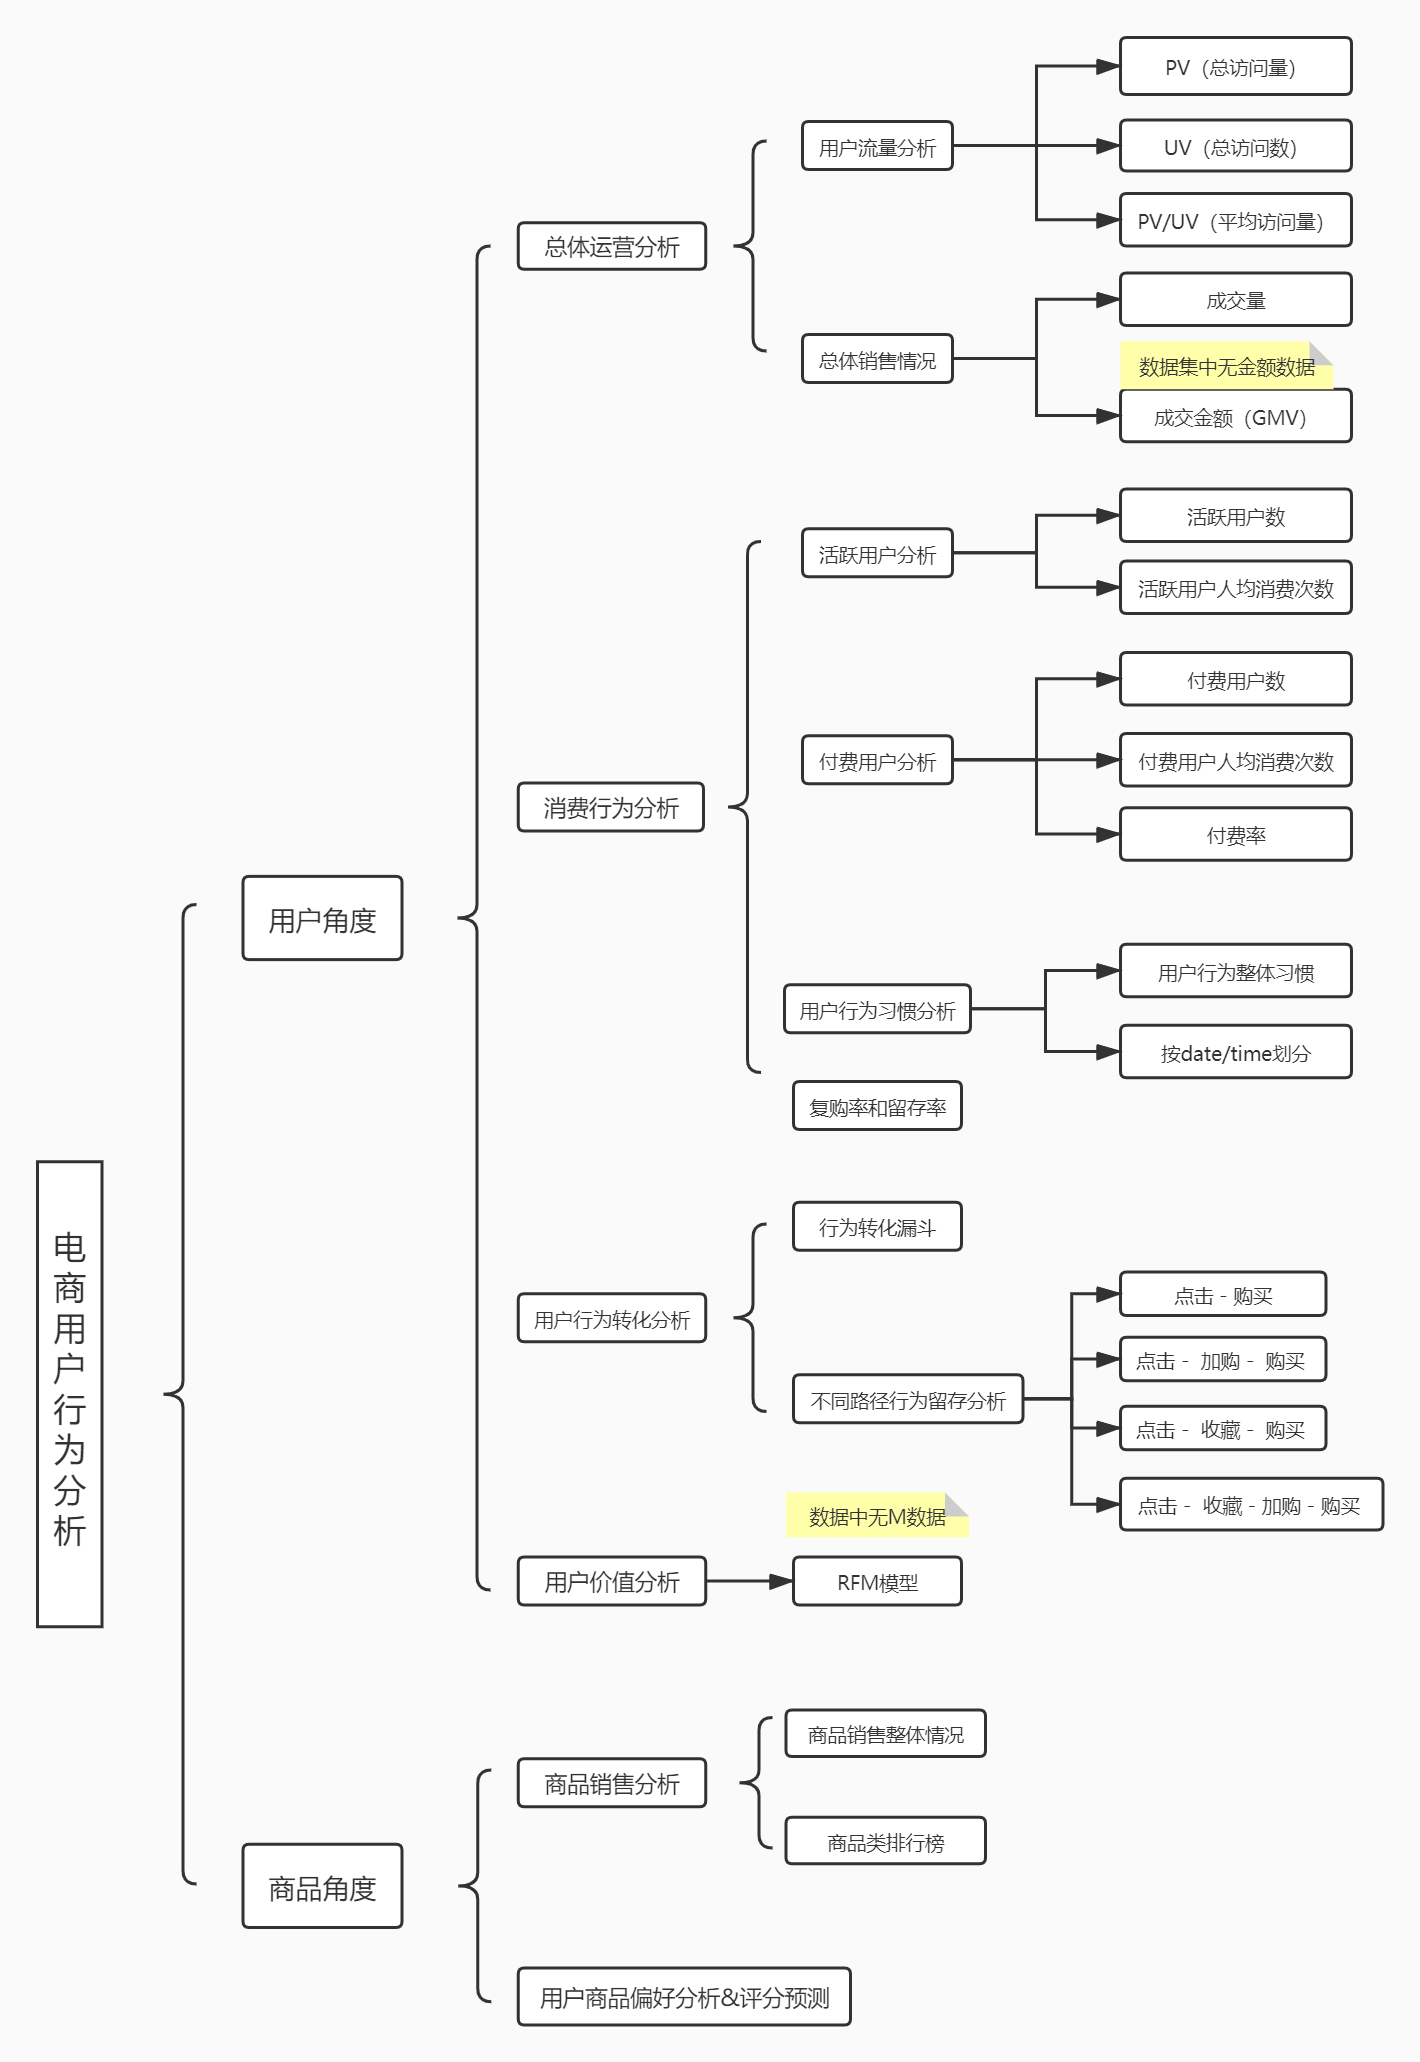 电商用户行为分析
用户角度
总体运营分析
用户流量分析
PV（总访问量）
UV（总访问数）
PV/UV（平均访问量）
总体销售情况
成交量
数据集中无金额数据
成交金额（GMV）
消费行为分析
活跃用户分析
活跃用户数
活跃用户人均消费次数
付费用户分析
付费用户数
付费用户人均消费次数
付费率
用户行为习惯分析
用户行为整体习惯
按date/time划分
复购率和留存率
用户行为转化分析
行为转化漏斗
不同路径行为留存分析
点击 - 购买
点击 - 加购 - 购买
点击 - 收藏 - 购买
点击 - 收藏 - 加购 - 购买
用户价值分析
数据中无M数据
RFM模型
商品角度
商品销售分析
商品销售整体情况
商品类排行榜
用户商品偏好分析&评分预测